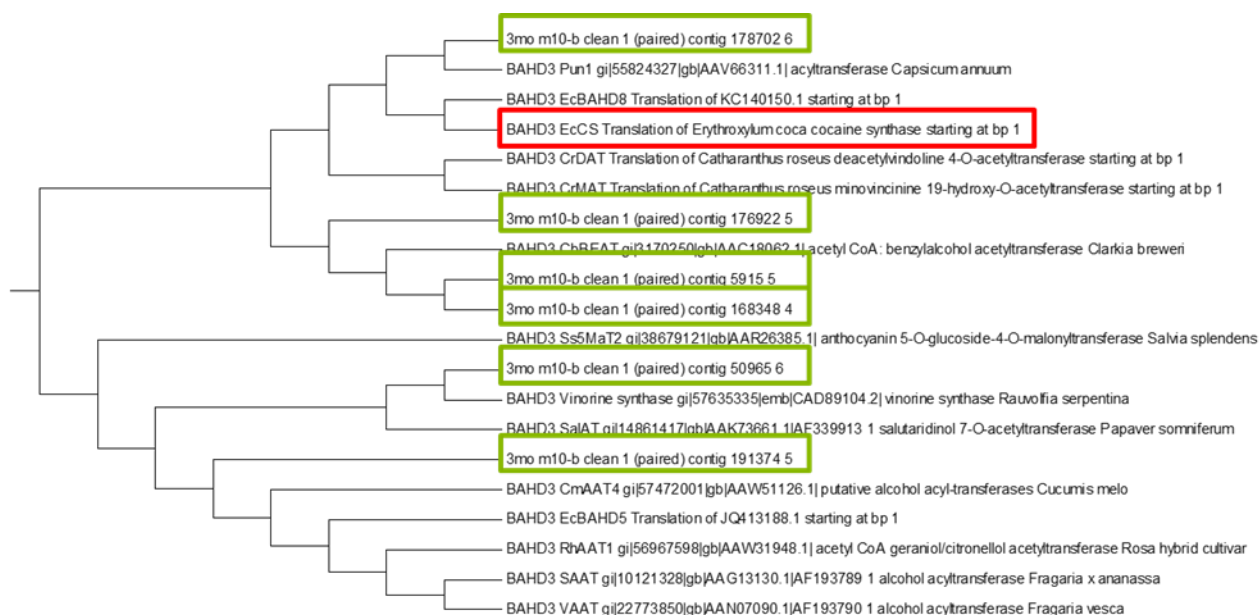 3mo m10-b clean 1 (paired) contig 178702 6
BAHD3 Pun1 gi|55824327|gb|AAV66311.1| acyltransferase Capsicum annuum
BAHD3 EcBAHD8 Translation of KC140150.1 starting at bp 1
BAHD3 EcCS Translation of Erythroxylum coca cocaine synthase starting at bp 1
BAHD3 CrDAT Translation of Catharanthus roseus deacetylvindoline 4-O-acetyltransferase starting at bp 1
BAHD3 CrMAT Translation of Catharanthus roseus minovincinine 19-hydroxy-O-acetyltransferase starting at bp 1
3mo m10-b clean 1 (paired) contig 176922 5
BAHD3 CbBEAT gi|3170250|gb|AAC18062.1| acetyl CoA: benzylalcohol acetyltransferase Clarkia breweri
3mo m10-b clean 1 (paired) contig 5915 5
3mo m10-b clean 1 (paired) contig 168348 4
BAHD3 Ss5MaT2 gi|38679121|gb|AAR26385.1| anthocyanin 5-O-glucoside-4-O-malonyltransferase Salvia splendens
3mo m10-b clean 1 (paired) contig 50965 6
BAHD3 Vinorine synthase gi|57635335|emb|CAD89104.2| vinorine synthase Rauvolfia serpentina
BAHD3 SalAT gi|14861417|gb|AAK73661.1|AF339913 1 salutaridinol 7-O-acetyltransferase Papaver somniferum
3mo m10-b clean 1 (paired) contig 191374 5
BAHD3 CmAAT4 gi|57472001|gb|AAW51126.1| putative alcohol acyl-transferases Cucumis melo
BAHD3 EcBAHD5 Translation of JQ413188.1 starting at bp 1
BAHD3 RhAAT1 gi|56967598|gb|AAW31948.1| acetyl CoA geraniol/citronellol acetyltransferase Rosa hybrid cultivar
BAHD3 SAAT gi|10121328|gb|AAG13130.1|AF193789 1 alcohol acyltransferase Fragaria x ananassa
BAHD3 VAAT gi|22773850|gb|AAN07090.1|AF193790 1 alcohol acyltransferase Fragaria vesca